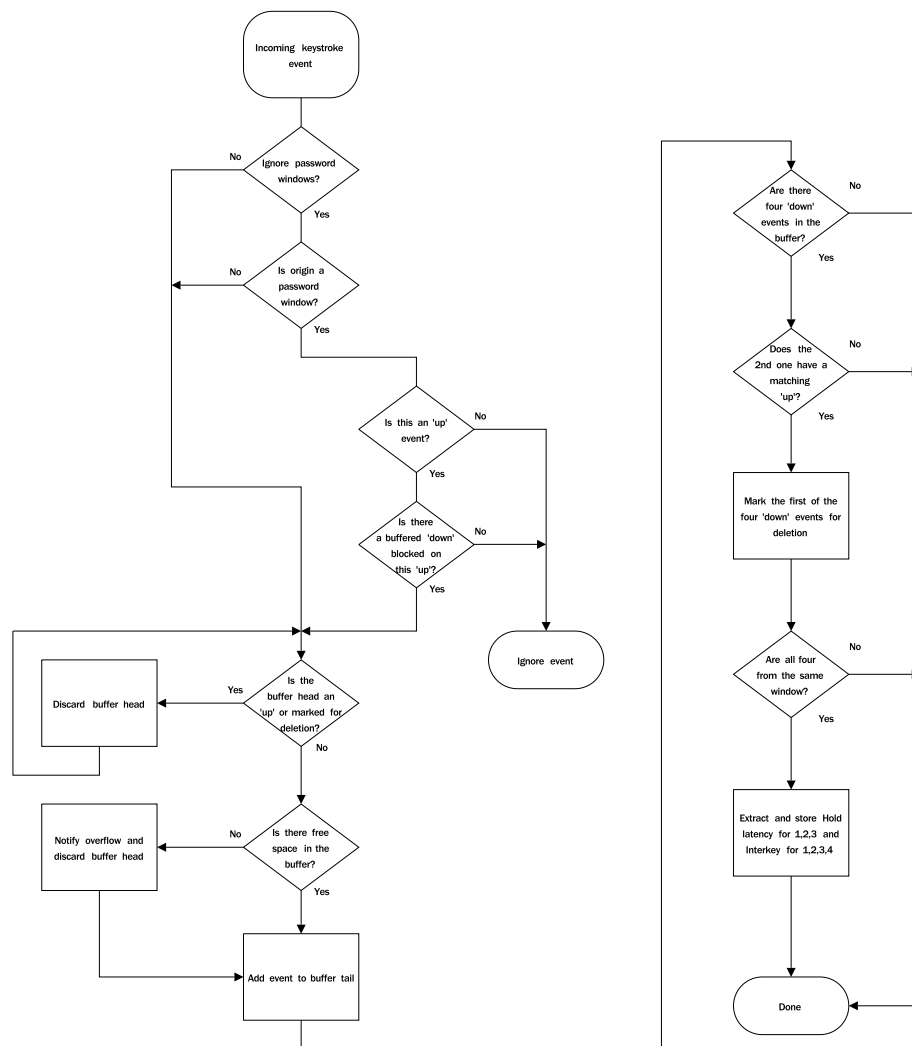 Incoming keystroke
event
Ignore password
windows?
No
Yes
Is origin a
password
window?
No
Yes
Is this an 'up'
event?
No
Yes
Is there
a buffered 'down'
blocked on
this 'up'?
No
Yes
Ignore event
Is the
buffer head an
'up' or marked for
deletion?
Yes
No
Discard buffer head
Is there free
space in the
buffer?
No
Yes
Notify overflow and
discard buffer head
Add event to buffer tail
Are there
four 'down'
events in the
buffer?
No
Yes
Does the
2nd one have a
matching
'up'?
No
Yes
Mark the first of the
four 'down' events for
deletion
Are all four
from the same
window?
No
Yes
Extract and store Hold
latency for 1,2,3 and
Interkey for 1,2,3,4
Done